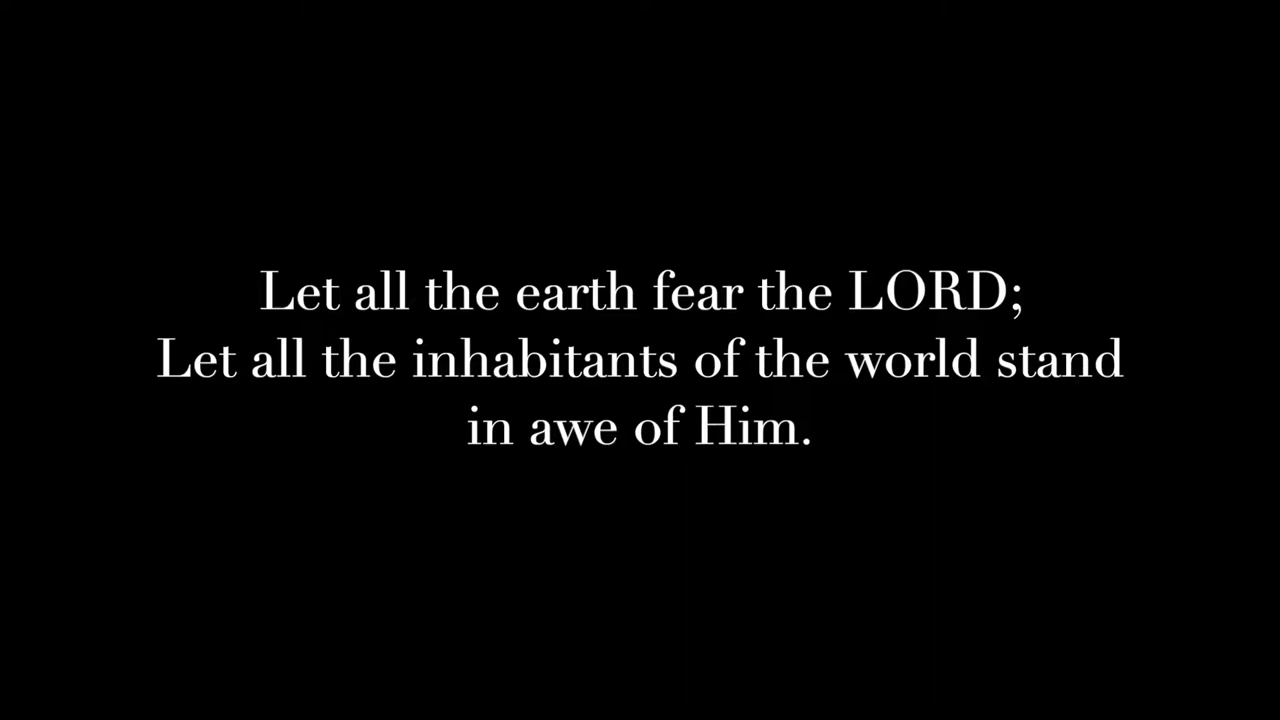 Let all the earth fear the LORD;
Let all the inhabitants of the world stand
in awe of Him.